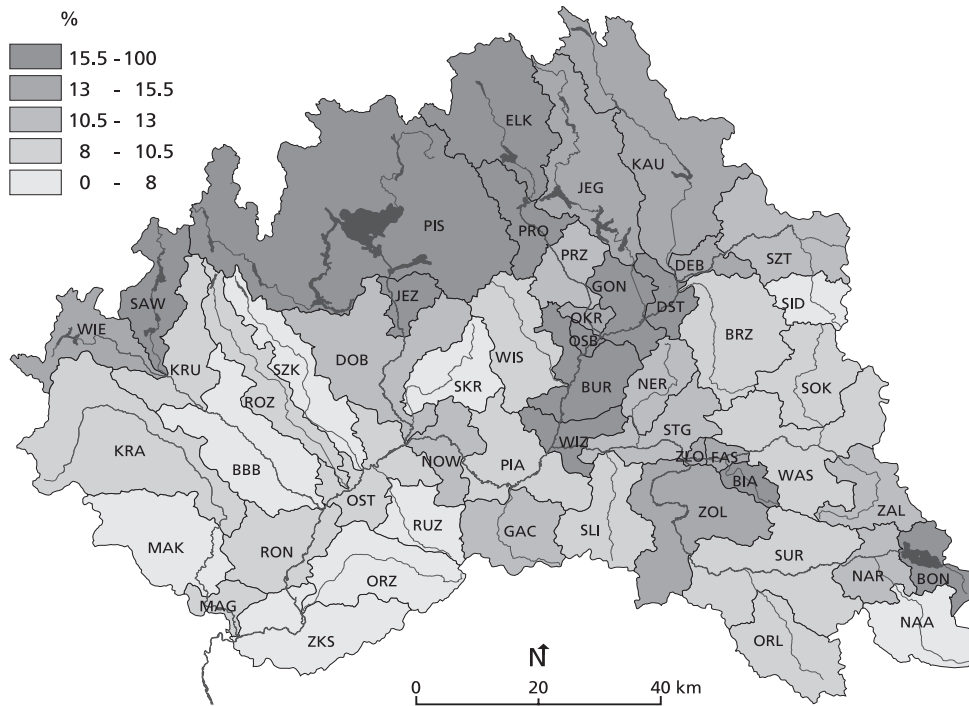 %
15.5 - 100
13 - 15.5
10.5 - 13
8 - 10.5
0 - 8
ELK
KAU
JEG
PIS
PRO
PRZ
DEB
SZT
GON
JEZ
SAW
DST
SID
OKR
WIE
OSB
BRZ
DOB
WIS
KRU
SZK
SKR
BUR
NER
SOK
ROZ
STG
KRA
WIZ
BBB
NOW
PIA
ZLO
FAS
WAS
BIA
OST
ZOL
ZAL
RUZ
GAC
SLI
MAK
RON
SUR
ORZ
NAR
BON
MAG
NAA
ZKS
ORL
N
0 20 40 km